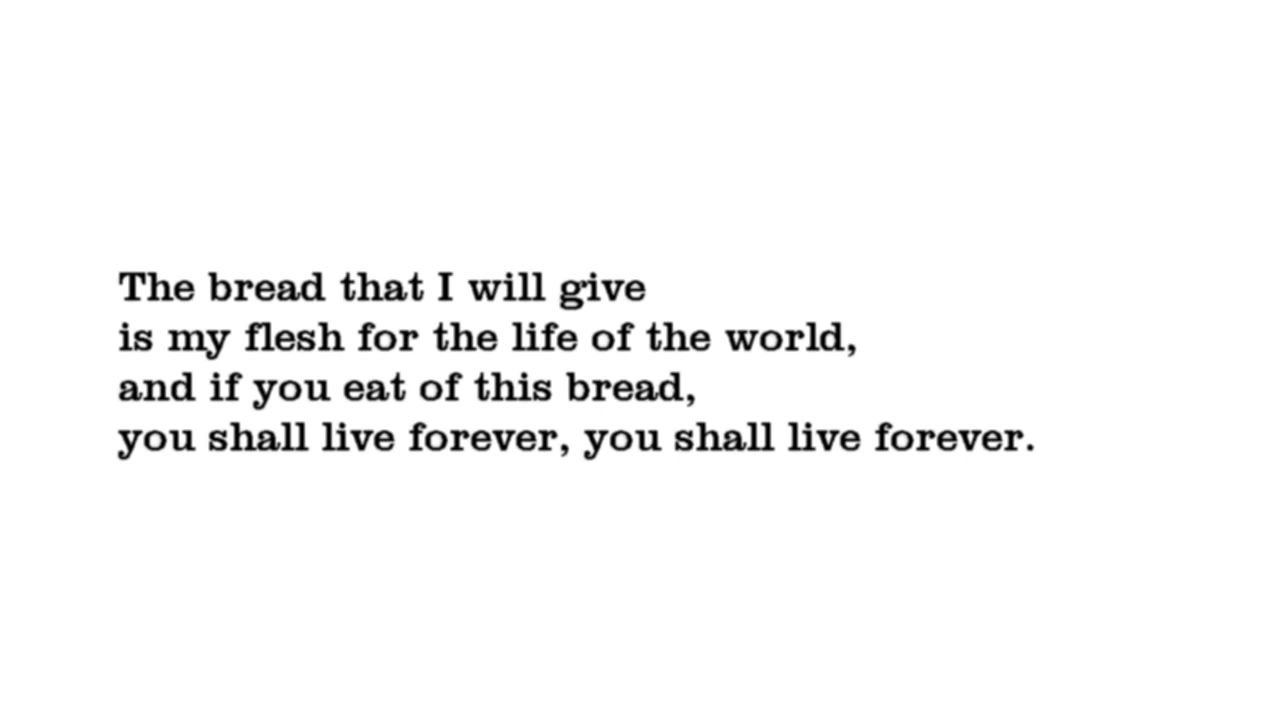 The bread that I will give
is my flesh for the life of the world,
and if you eat of this bread,
you shall live forever, you shall live forever.